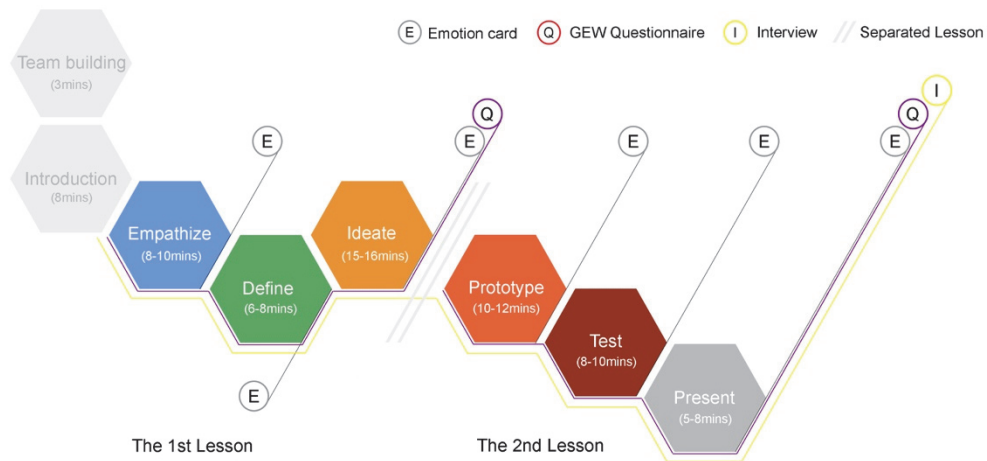 E Emotion card Q GEW Questionnaire I Interview Separated Lesson
Team building
(3mins)
Introduction
(8mins)
Empathize
(8-10mins)
E
Define
(6-8mins)
E
Ideate
(15-16mins)
E
Q
Prototype
(10-12mins)
E
Test
(8-10mins)
E
Present
(5-8mins)
E
Q
I
The 1st Lesson
The 2nd Lesson